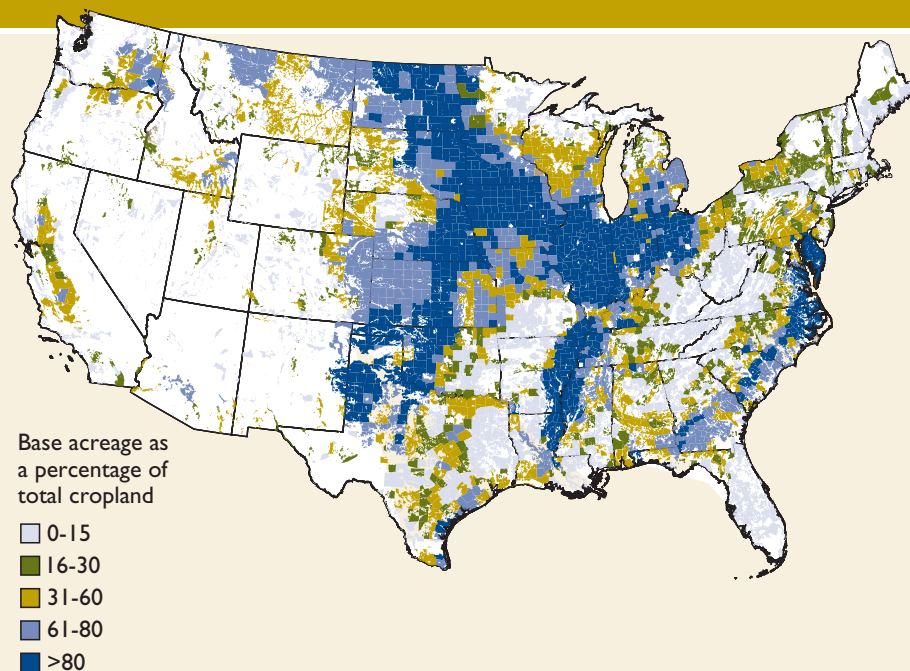 Base acreage as
a percentage of
total cropland
0-15
16-30
31-60
61-80
>80